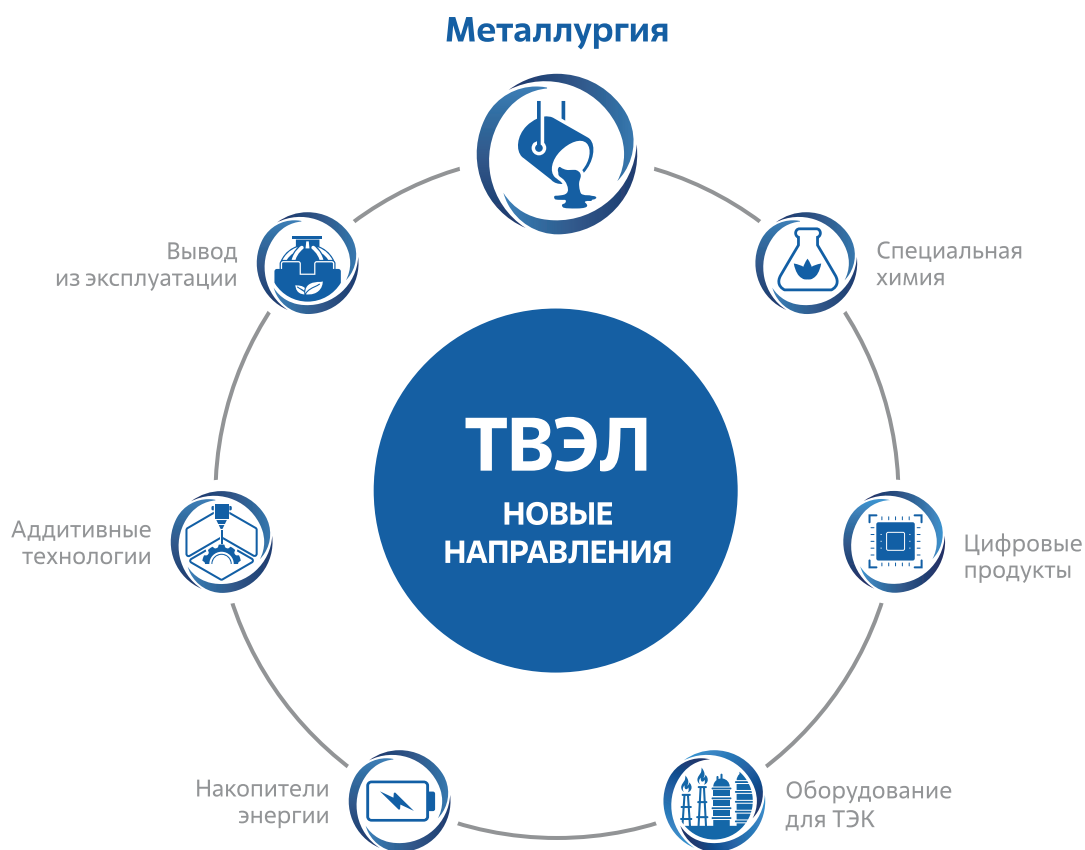 Металлургия
Вывод
из эксплуатации
Специальная
химия
ТВЭЛ
НОВЫЕ
НАПРАВЛЕНИЯ
Аддитивные
технологии
Цифровые
продукты
Накопители
энергии
Оборудование
для ТЭК